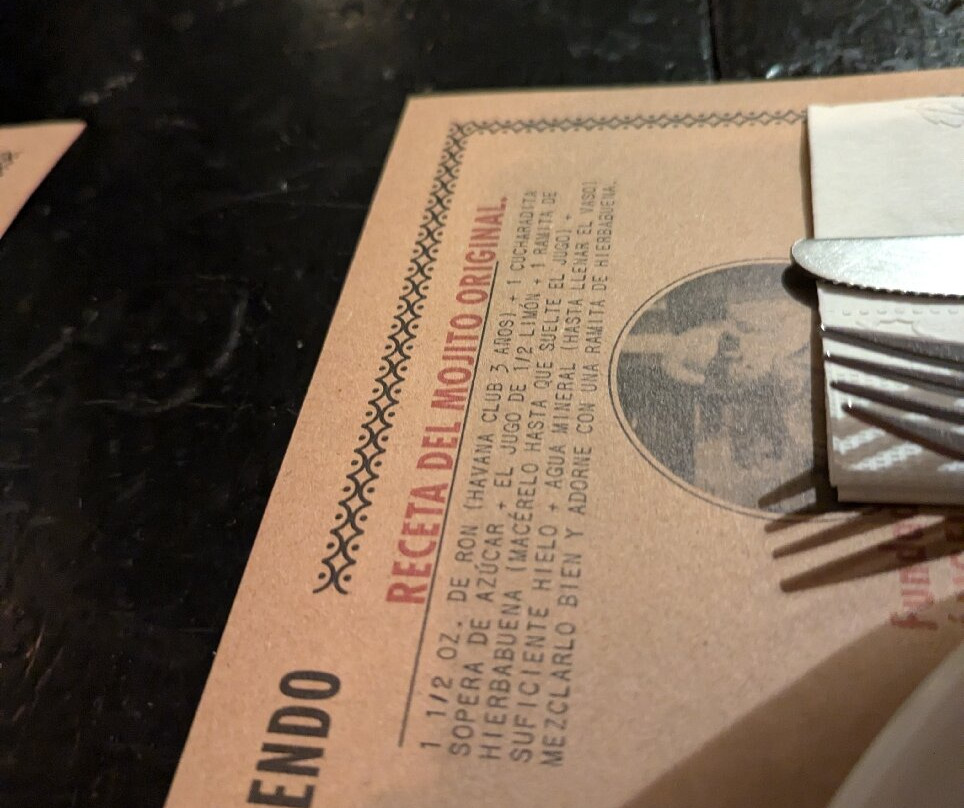 RECETA DEL MOJITO ORIGINAL.
1 1/2 OZ. DE RON (HAVANA CLUB 3 AÑOS) + 1 CUCHARADITA
SOPERA DE AZÚCAR + EL JUGO DE 1/2 LIMÓN + 1 RAMITA DE
HIERBABUENA (MACÉRELO HASTA QUE SUELTE EL JUGO) +
SUFICIENTE HIELO + AGUA MINERAL (HASTA LLENAR EL VASO)
MEZCLARLO BIEN Y ADORNE CON UNA RAMITA DE HIERBABUENA.
ENDO